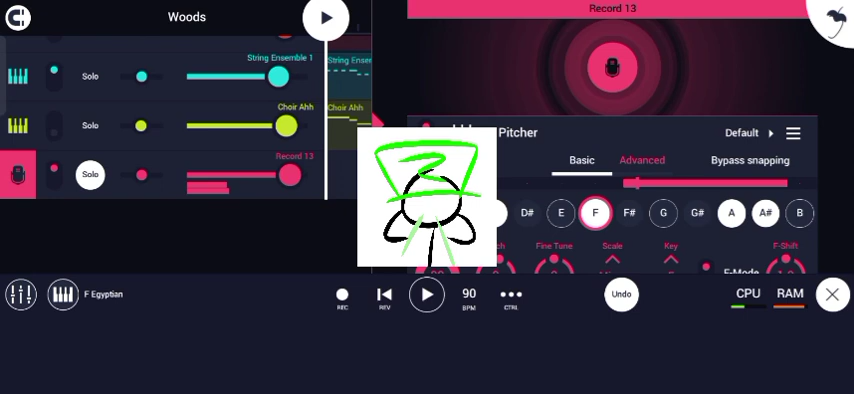 Woods
Record 13
String Ensemble 1
Solo
String Enser
Choir Ahh
Solo
Choir Ahh
Record 13
Solo
Pitcher
Default
Basic
Advanced
Bypass snapping
D#
E
F
F#
G
G#
A
A#
B
Fine Tune
Scale
Key
F-Mode
F-Shift
F Egyptian
REC
REV
90
BPM
CTRL
Undo
CPU
RAM